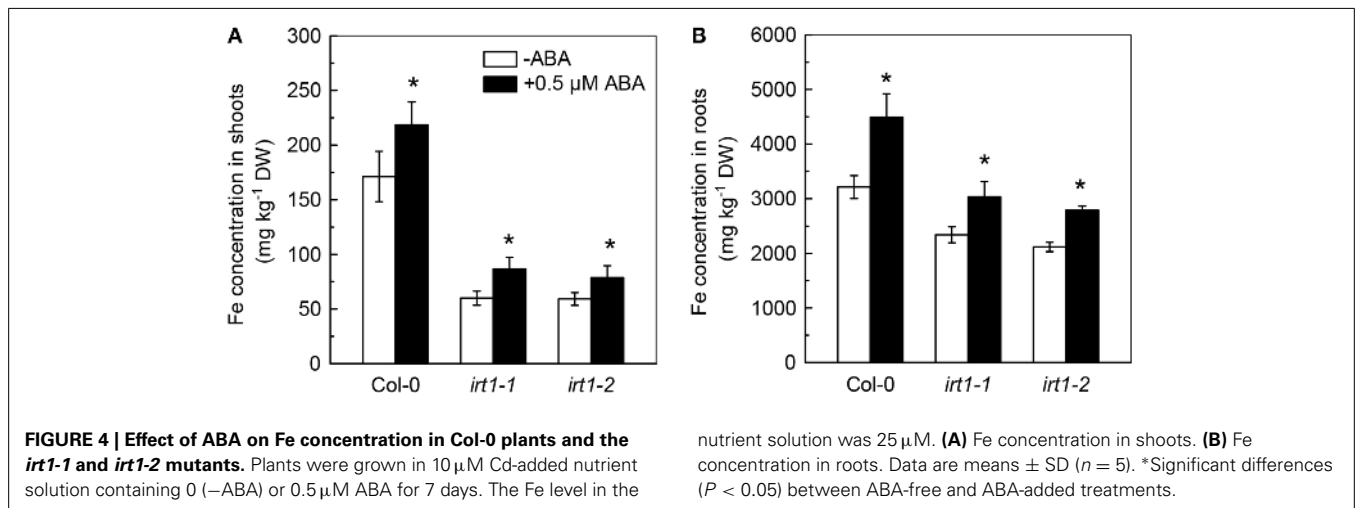 A
Fe concentration in shoots
(mg kg⁻¹ DW)
300
250
200
150
100
50
0
-ABA
+0.5 µM ABA
*
*
*
Col-0
irt1-1
irt1-2
B
Fe concentration in roots
(mg kg⁻¹ DW)
6000
5000
4000
3000
2000
1000
0
*
*
*
Col-0
irt1-1
irt1-2
FIGURE 4 | Effect of ABA on Fe concentration in Col-0 plants and the
irt1-1 and irt1-2 mutants. Plants were grown in 10 µM Cd-added nutrient
solution containing 0 (−ABA) or 0.5 µM ABA for 7 days. The Fe level in the
nutrient solution was 25 µM. (A) Fe concentration in shoots. (B) Fe
concentration in roots. Data are means ± SD (n = 5). *Significant differences
(P < 0.05) between ABA-free and ABA-added treatments.